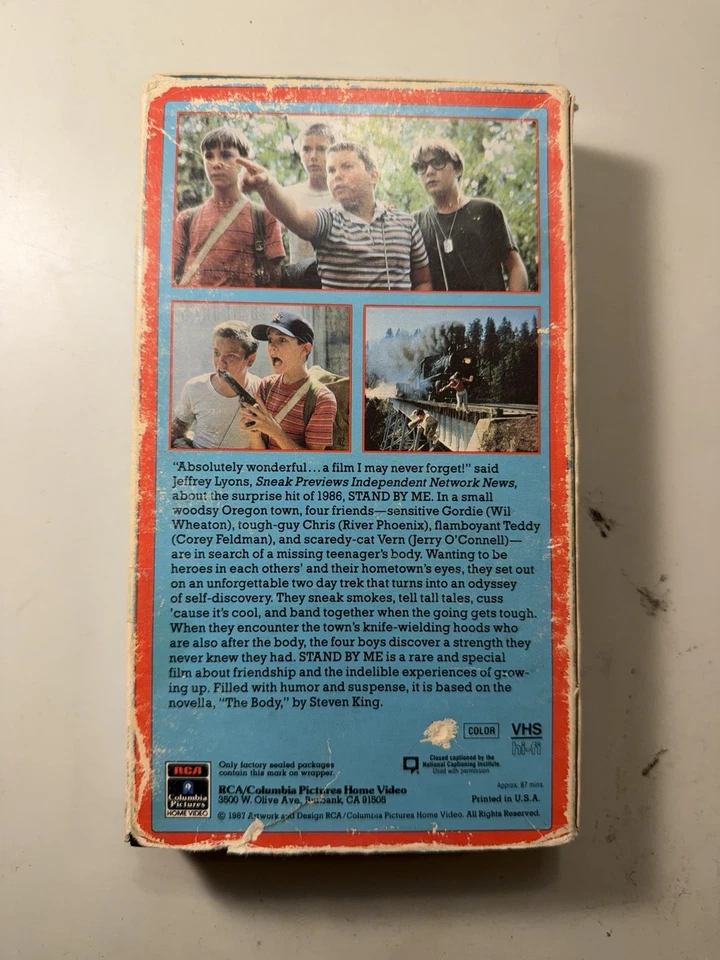 “Absolutely wonderful...a film I may never forget!” said
Jeffrey Lyons, Sneak Previews Independent Network News,
about the surprise hit of 1986, STAND BY ME. In a small
woodsy Oregon town, four friends—sensitive Gordie (Wil
Wheaton), tough-guy Chris (River Phoenix), flamboyant Teddy
(Corey Feldman), and scaredy-cat Vern (Jerry O'Connell)—
are in search of a missing teenager's body. Wanting to be
heroes in each others' and their hometown's eyes, they set out
on an unforgettable two day trek that turns into an odyssey
of self-discovery. They sneak smokes, tell tall tales, cuss
'cause it's cool, and band together when the going gets tough.
When they encounter the town's knife-wielding hoods who
are also after the body, the four boys discover a strength they
never knew they had. STAND BY ME is a rare and special
film about friendship and the indelible experiences of grow-
ing up. Filled with humor and suspense, it is based on the
novella, “The Body,” by Steven King.
COLOR
VHS
hi-fi
RCA
Columbia
Pictures
HOME VIDEO
Only factory sealed packages
contain this mark on wrapper.
Closed captioned by the
National Captioning Institute.
Used with permission
RCA/Columbia Pictures Home Video
3500 W. Olive Ave, Burbank, CA 91505
Approx. 87 mins.
Printed in U.S.A.
© 1987 Artwork and Design RCA/Columbia Pictures Home Video. All Rights Reserved.